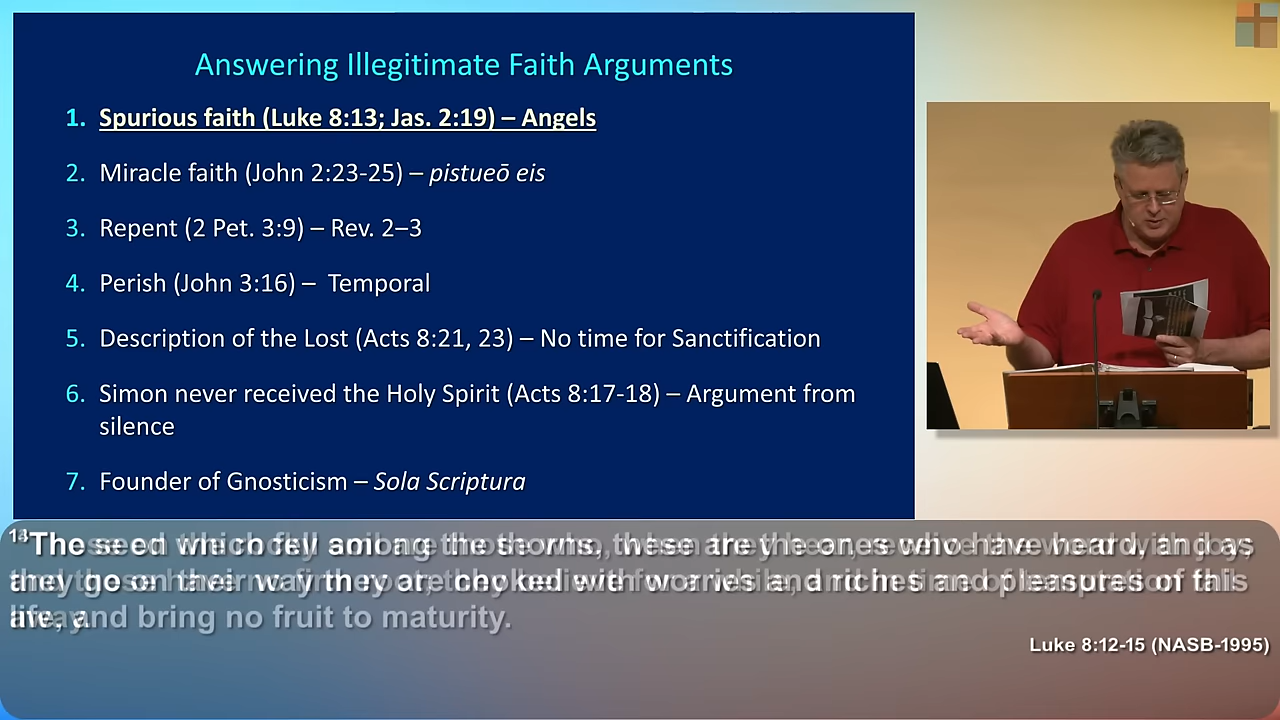 Answering Illegitimate Faith Arguments
1. Spurious faith (Luke 8:13; Jas. 2:19) – Angels
2. Miracle faith (John 2:23-25) – pistueō eis
3. Repent (2 Pet. 3:9) – Rev. 2–3
4. Perish (John 3:16) – Temporal
5. Description of the Lost (Acts 8:21, 23) – No time for Sanctification
6. Simon never received the Holy Spirit (Acts 8:17-18) – Argument from
silence
7. Founder of Gnosticism – Sola Scriptura
The seed which fell among the thorns, these are the ones who have heard, and as
they go on their way they are choked with worries and riches and pleasures of this
life, and bring no fruit to maturity.
Luke 8:12-15 (NASB-1995)